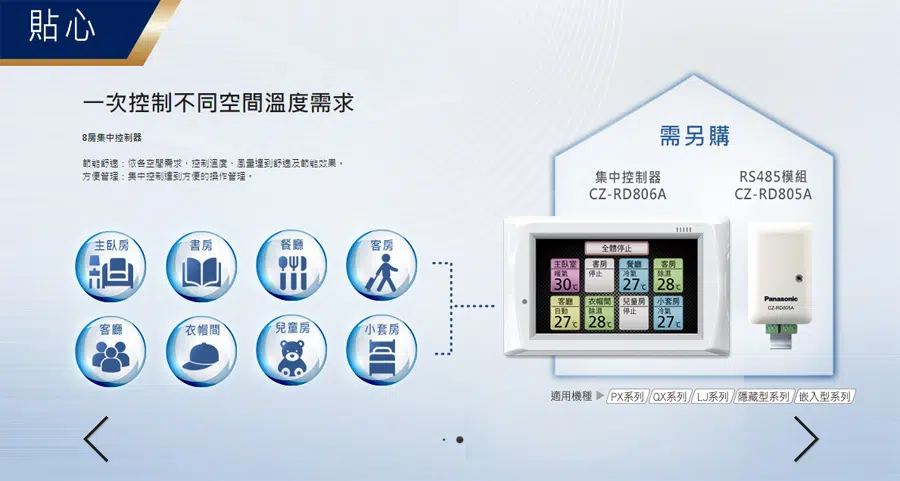 貼心
一次控制不同空間溫度需求
8房集中控制器
節能舒適：依各空間需求，控制溫度、風量達到舒適及節能效果。
方便管理：集中控制達到方便的操作管理。
主臥房
書房
餐廳
客房
客廳
衣帽間
兒童房
小套房
需另購
集中控制器
CZ-RD806A
RS485模組
CZ-RD805A
全體停止
主臥室
暖氣
30℃
書房
停止
餐廳
冷氣
27℃
客房
除濕
28℃
客廳
自動
27℃
衣帽間
除濕
28℃
兒童房
停止
小套房
冷氣
27℃
Panasonic
CZ-RD805A
適用機種 ▶ PX系列 QX系列 LJ系列 隱藏型系列 嵌入型系列